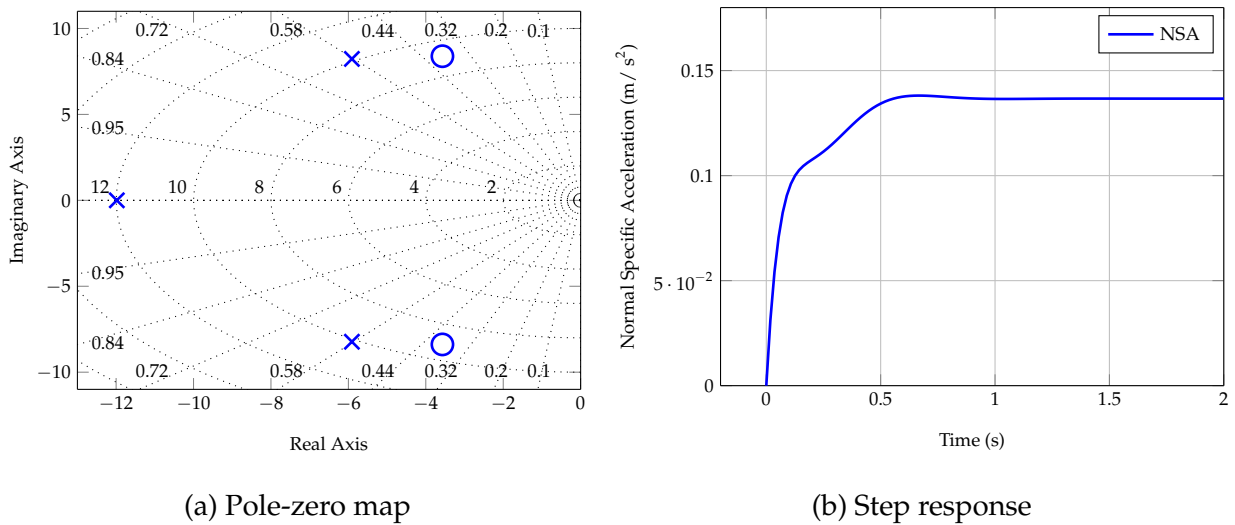 0.72 0.58 0.44 0.32 0.2 0.1
0.84
0.95
12 10 8 6 4 2
0.95
0.84
0.72 0.58 0.44 0.32 0.2 0.1
10
5
0
−5
−10
−12 −10 −8 −6 −4 −2 0
Imaginary Axis
Real Axis
(a) Pole-zero map
NSA
0.15
0.1
5 · 10⁻²
0
0 0.5 1 1.5 2
Normal Specific Acceleration (m/ s²)
Time (s)
(b) Step response